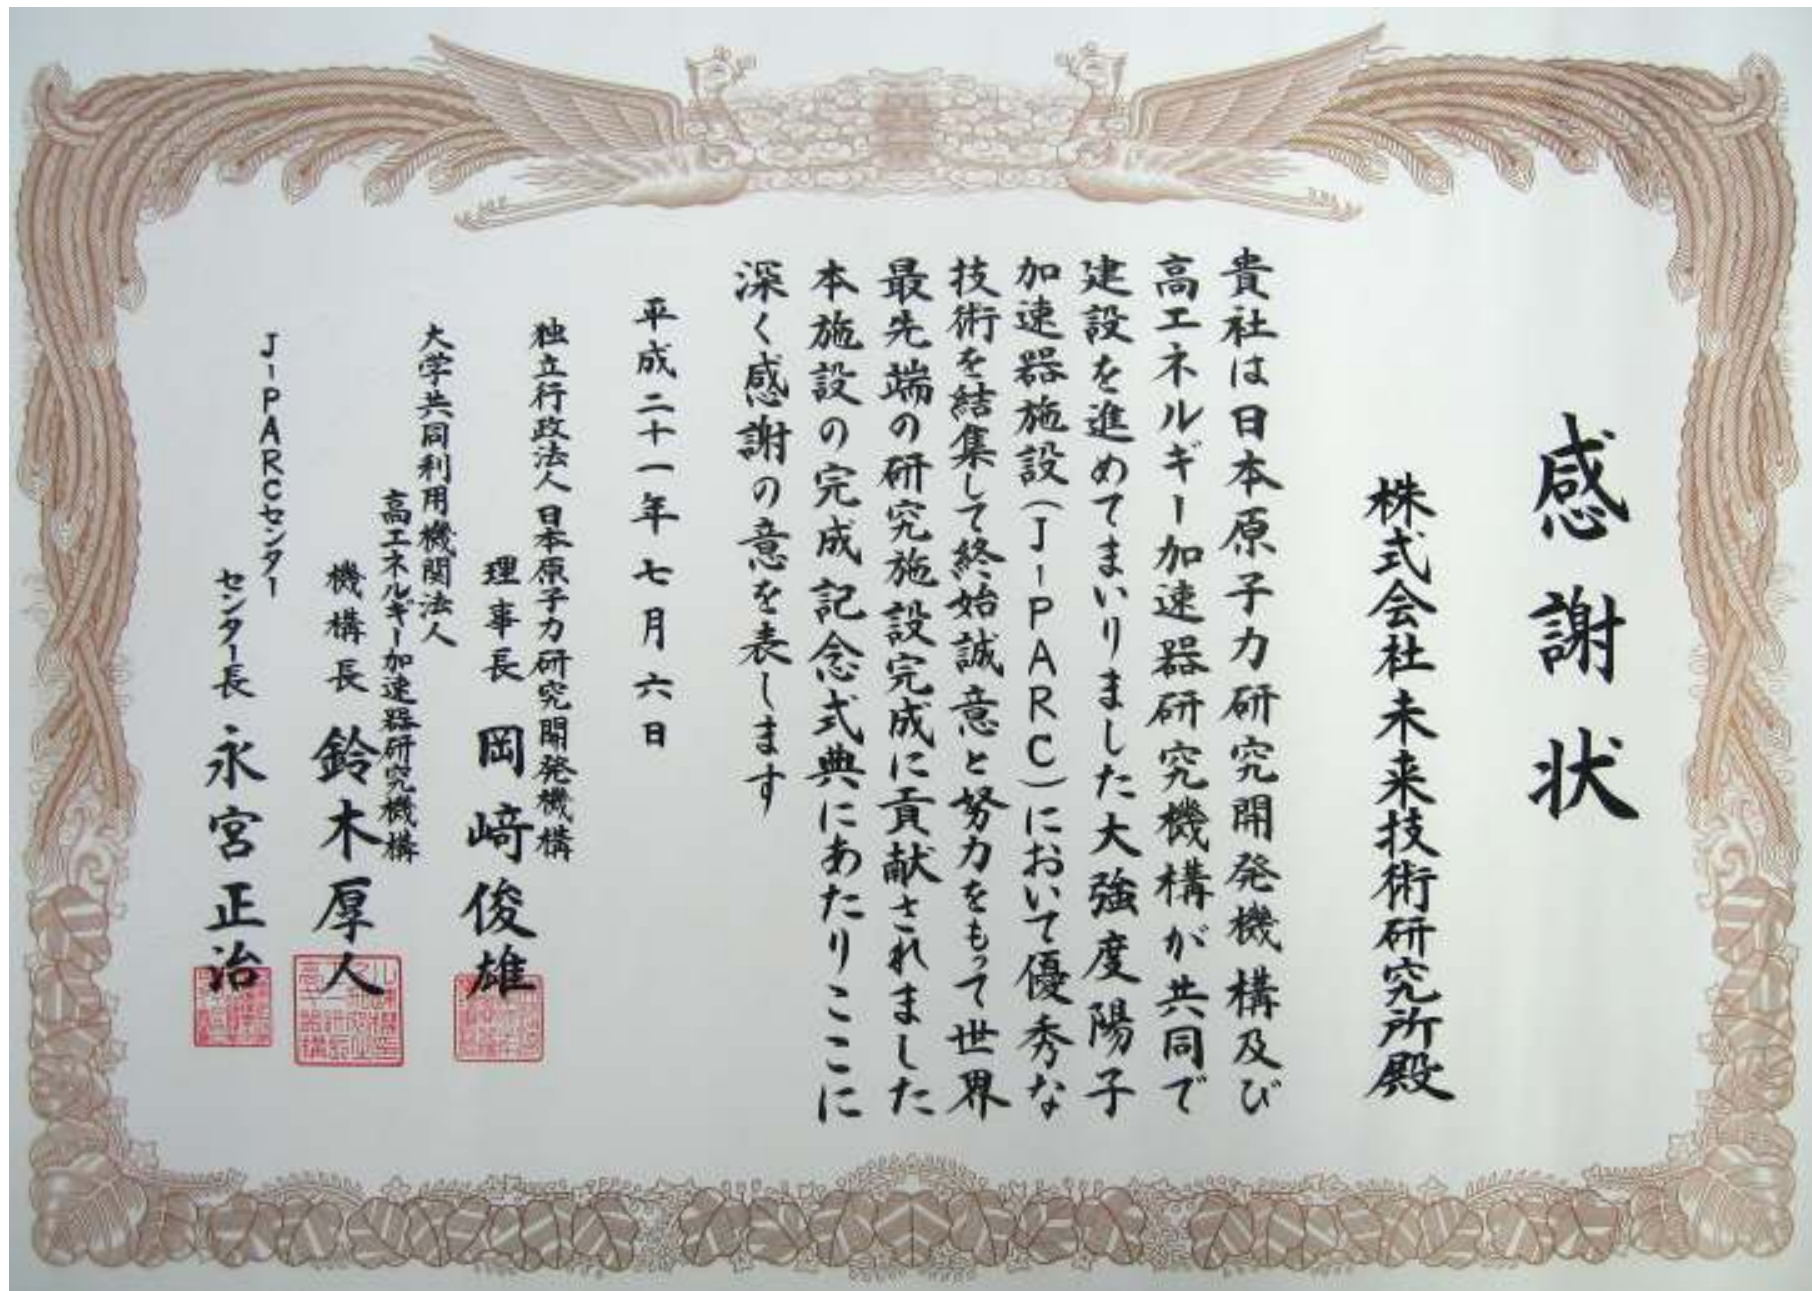 感謝状
株式会社未来技術研究所殿
貴社は日本原子力研究開発機構及び
高エネルギー加速器研究機構が共同で
建設を進めてまいりました大強度陽子
加速器施設(J-PARC)において優秀な
技術を結集して終始誠意と努力をもって世界
最先端の研究施設完成に貢献されました
本施設の完成記念式典にあたりここに
深く感謝の意を表します
平成二十一年七月六日
独立行政法人日本原子力研究開発機構
理事長 岡﨑俊雄
大学共同利用機関法人
高エネルギー加速器研究機構
機構長 鈴木厚人
J-PARCセンター
センター長 永宮正治